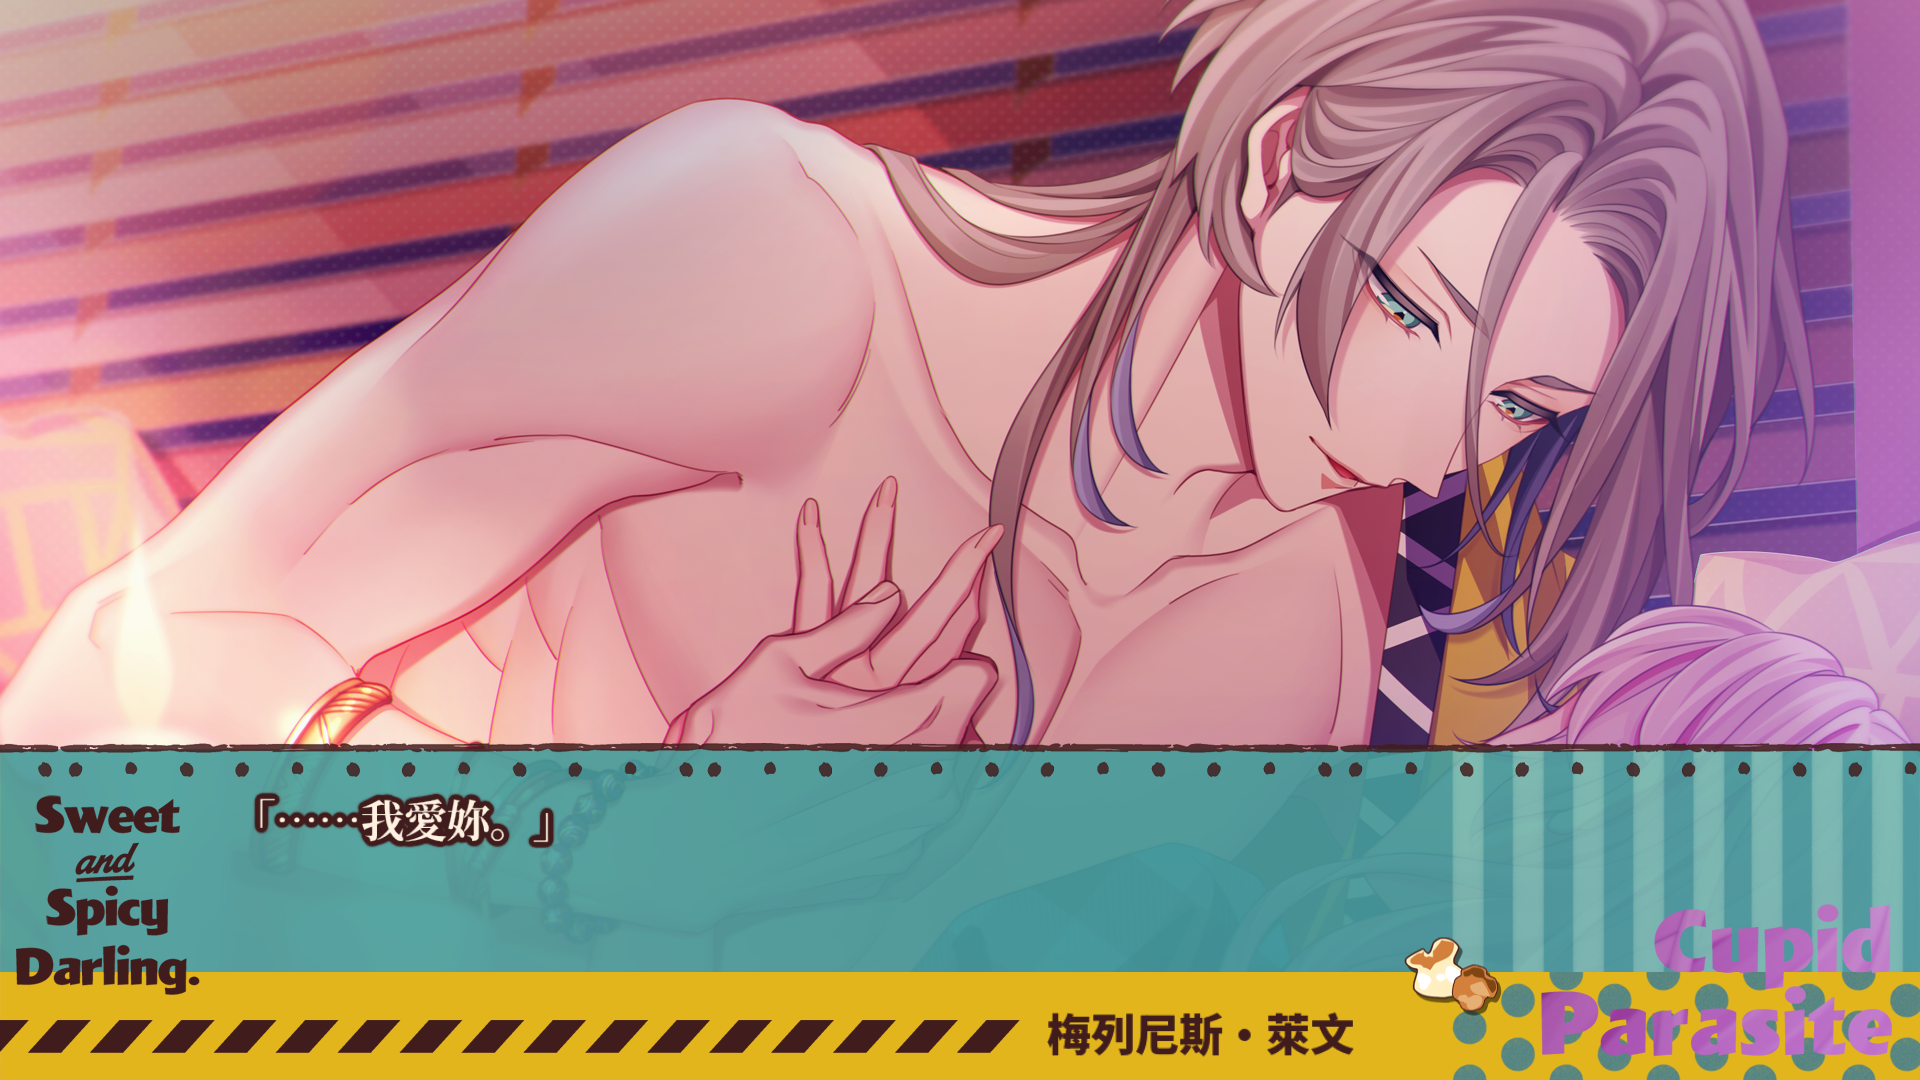 「……我愛妳。」
Sweet
and
Spicy
Darling.
梅列尼斯・萊文
Cupid
Parasite